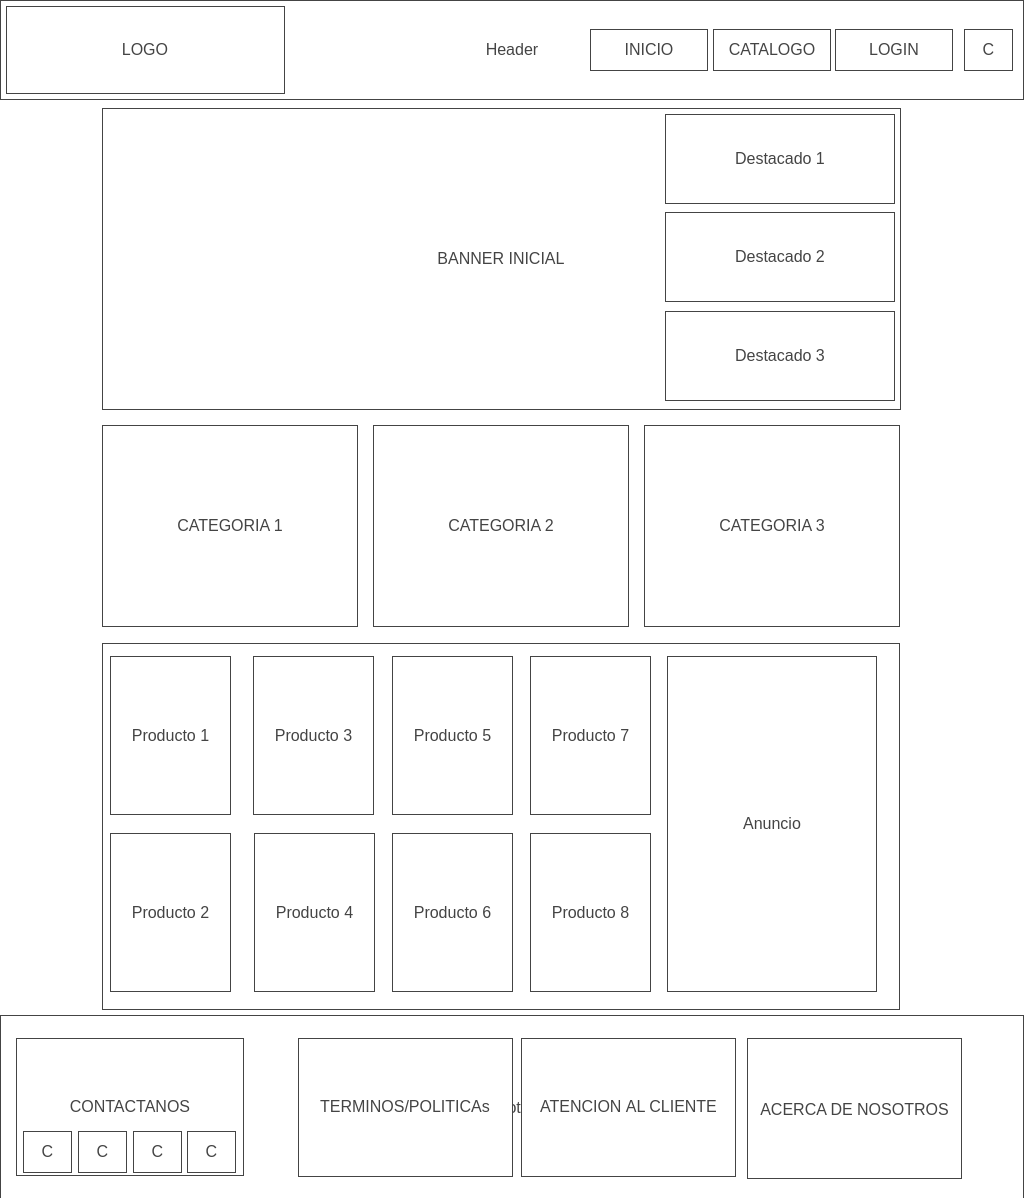 LOGO
Header
INICIO
CATALOGO
LOGIN
C
BANNER INICIAL
Destacado 1
Destacado 2
Destacado 3
CATEGORIA 1
CATEGORIA 2
CATEGORIA 3
Producto 1
Producto 3
Producto 5
Producto 7
Anuncio
Producto 2
Producto 4
Producto 6
Producto 8
CONTACTANOS
C
C
C
C
TERMINOS/POLITICAs
ATENCION AL CLIENTE
ACERCA DE NOSOTROS